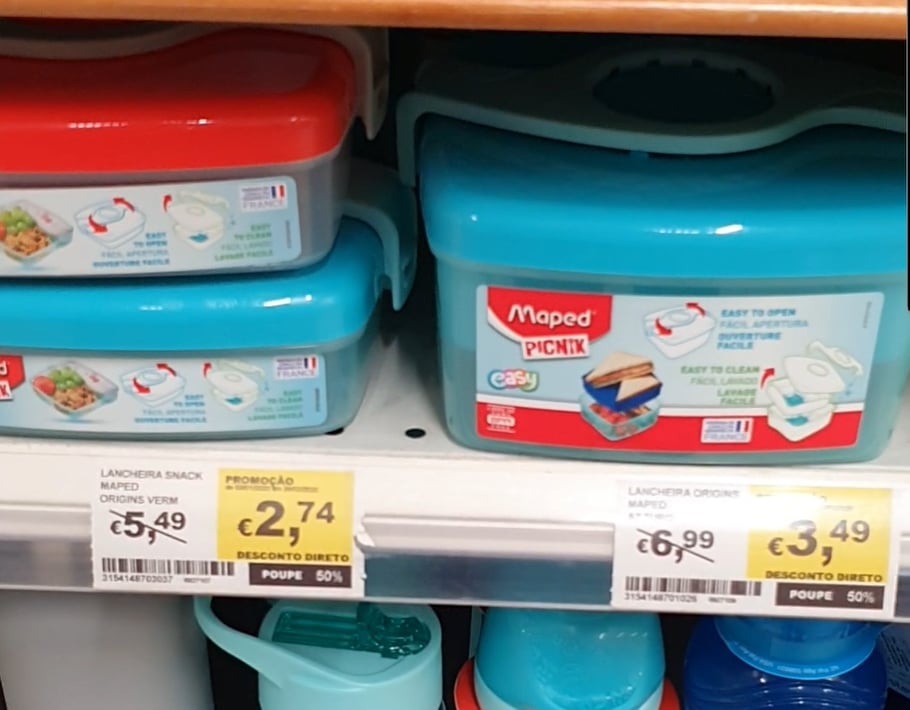 FRANCE
EASY
TO OPEN
FÁCIL APERTURA
OUVERTURE FACILE
EASY
TO CLEAN
FÁCIL LAVADO
LAVAGE FACILE
FRANCE
EASY
TO OPEN
FÁCIL APERTURA
OUVERTURE FACILE
EASY
TO CLEAN
FÁCIL LAVADO
LAVAGE FACILE
Maped
PICNIK
easy
EASY TO OPEN
FÁCIL APERTURA
OUVERTURE
FACILE
EASY TO CLEAN
FÁCIL LAVADO
LAVAGE
FACILE
FRANCE
LANCHEIRA SNACK
MAPED
ORIGINS VERM
€5,49
3154148703037
PROMOÇÃO
€2,74
DESCONTO DIRETO
POUPE 50%
LANCHEIRA ORIGINS
MAPED
€6,99
3154148701026
€3,49
DESCONTO DIRETO
POUPE 50%